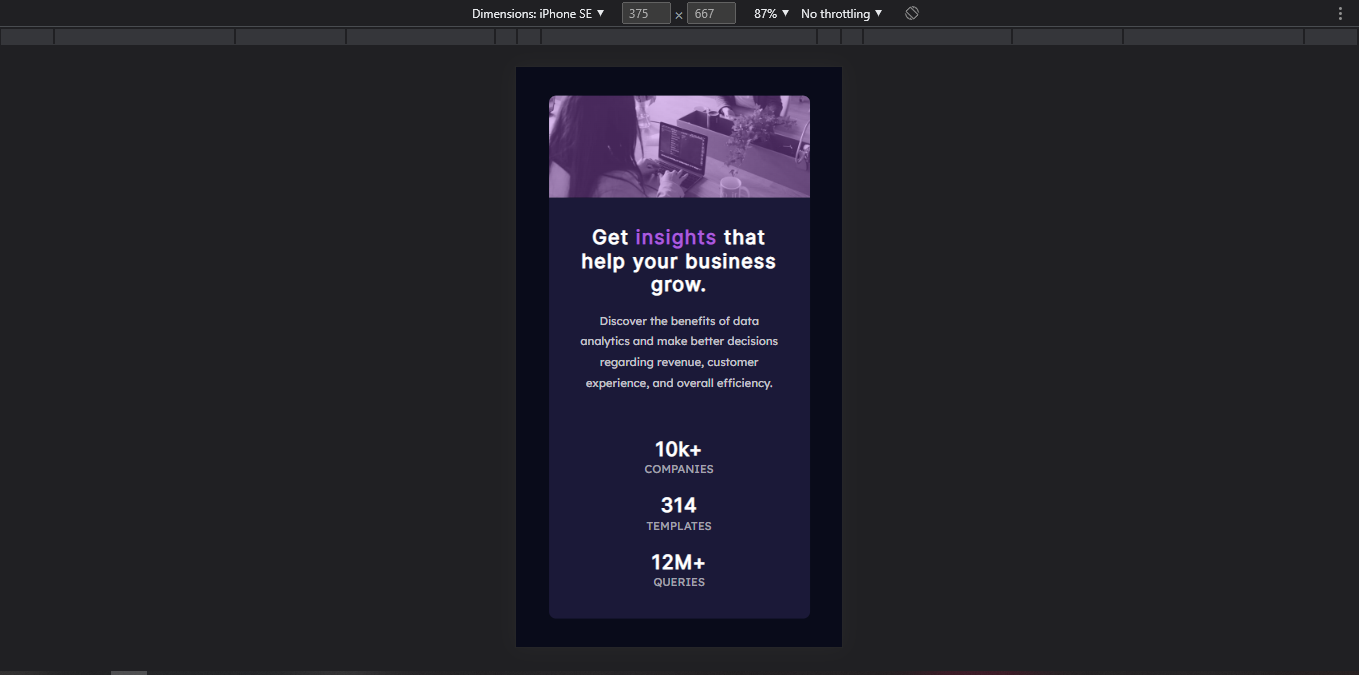 Dimensions: iPhone SE ▼ 375 × 667 87% ▼ No throttling ▼
Get insights that
help your business
grow.
Discover the benefits of data
analytics and make better decisions
regarding revenue, customer
experience, and overall efficiency.
10k+
COMPANIES
314
TEMPLATES
12M+
QUERIES